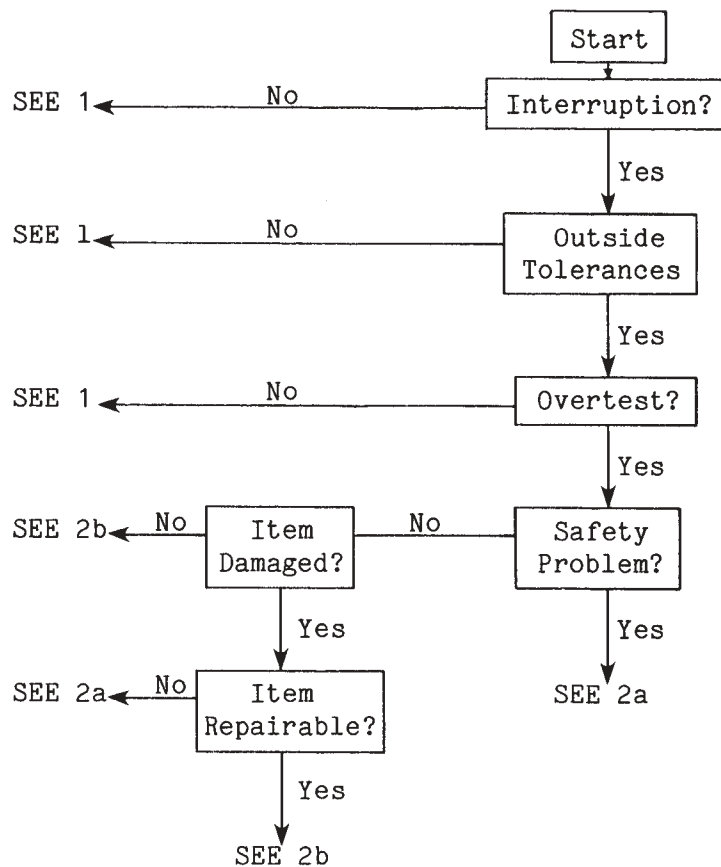 Start
SEE 1
No
Interruption?
Yes
SEE 1
No
Outside
Tolerances
Yes
SEE 1
No
Overtest?
Yes
SEE 2b
No
Item
Damaged?
No
Safety
Problem?
Yes
Yes
SEE 2a
No
Item
Repairable?
SEE 2a
Yes
SEE 2b